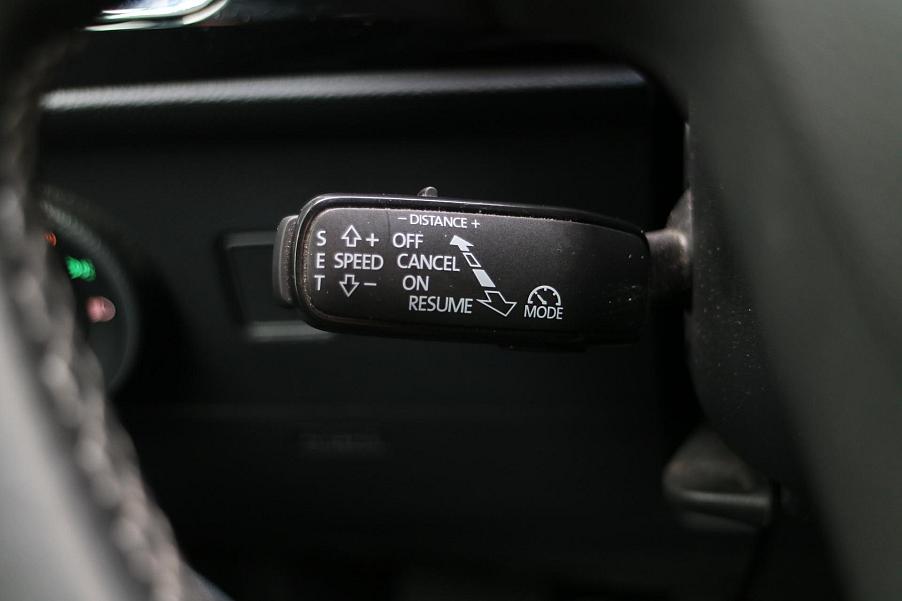 − DISTANCE +
S + OFF
E SPEED CANCEL
T − ON
RESUME
MODE